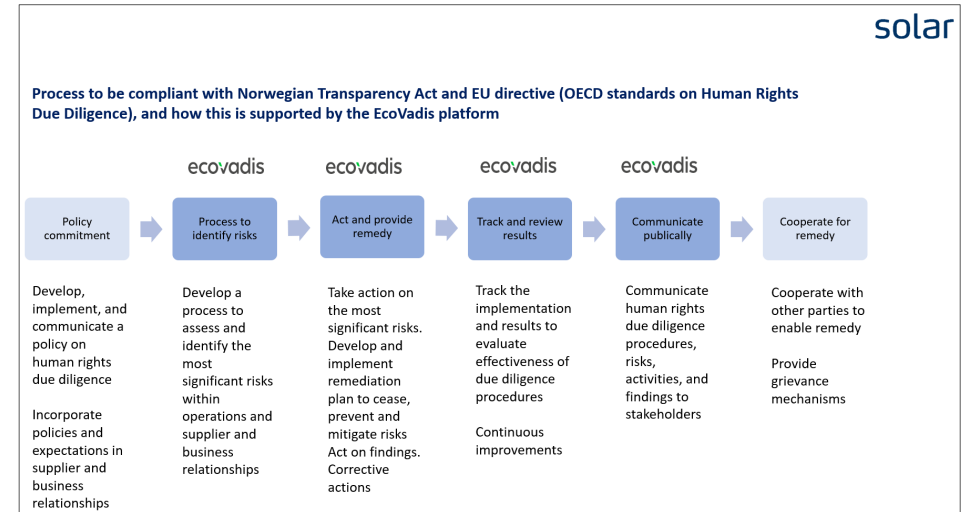 solar
Process to be compliant with Norwegian Transparency Act and EU directive (OECD standards on Human Rights
Due Diligence), and how this is supported by the EcoVadis platform
ecovadis
ecovadis
ecovadis
ecovadis
Policy
commitment
Process to
identify risks
Act and provide
remedy
Track and review
results
Communicate
publically
Cooperate for
remedy
Develop,
implement, and
communicate a
policy on
human rights
due diligence
Incorporate
policies and
expectations in
supplier and
business
relationships
Develop a
process to
assess and
identify the
most
significant risks
within
operations and
supplier and
business
relationships
Take action on
the most
significant risks.
Develop and
implement
remediation
plan to cease,
prevent and
mitigate risks
Act on findings.
Corrective
actions
Track the
implementation
and results to
evaluate
effectiveness of
due diligence
procedures
Continuous
improvements
Communicate
human rights
due diligence
procedures,
risks,
activities, and
findings to
stakeholders
Cooperate with
other parties to
enable remedy
Provide
grievance
mechanisms